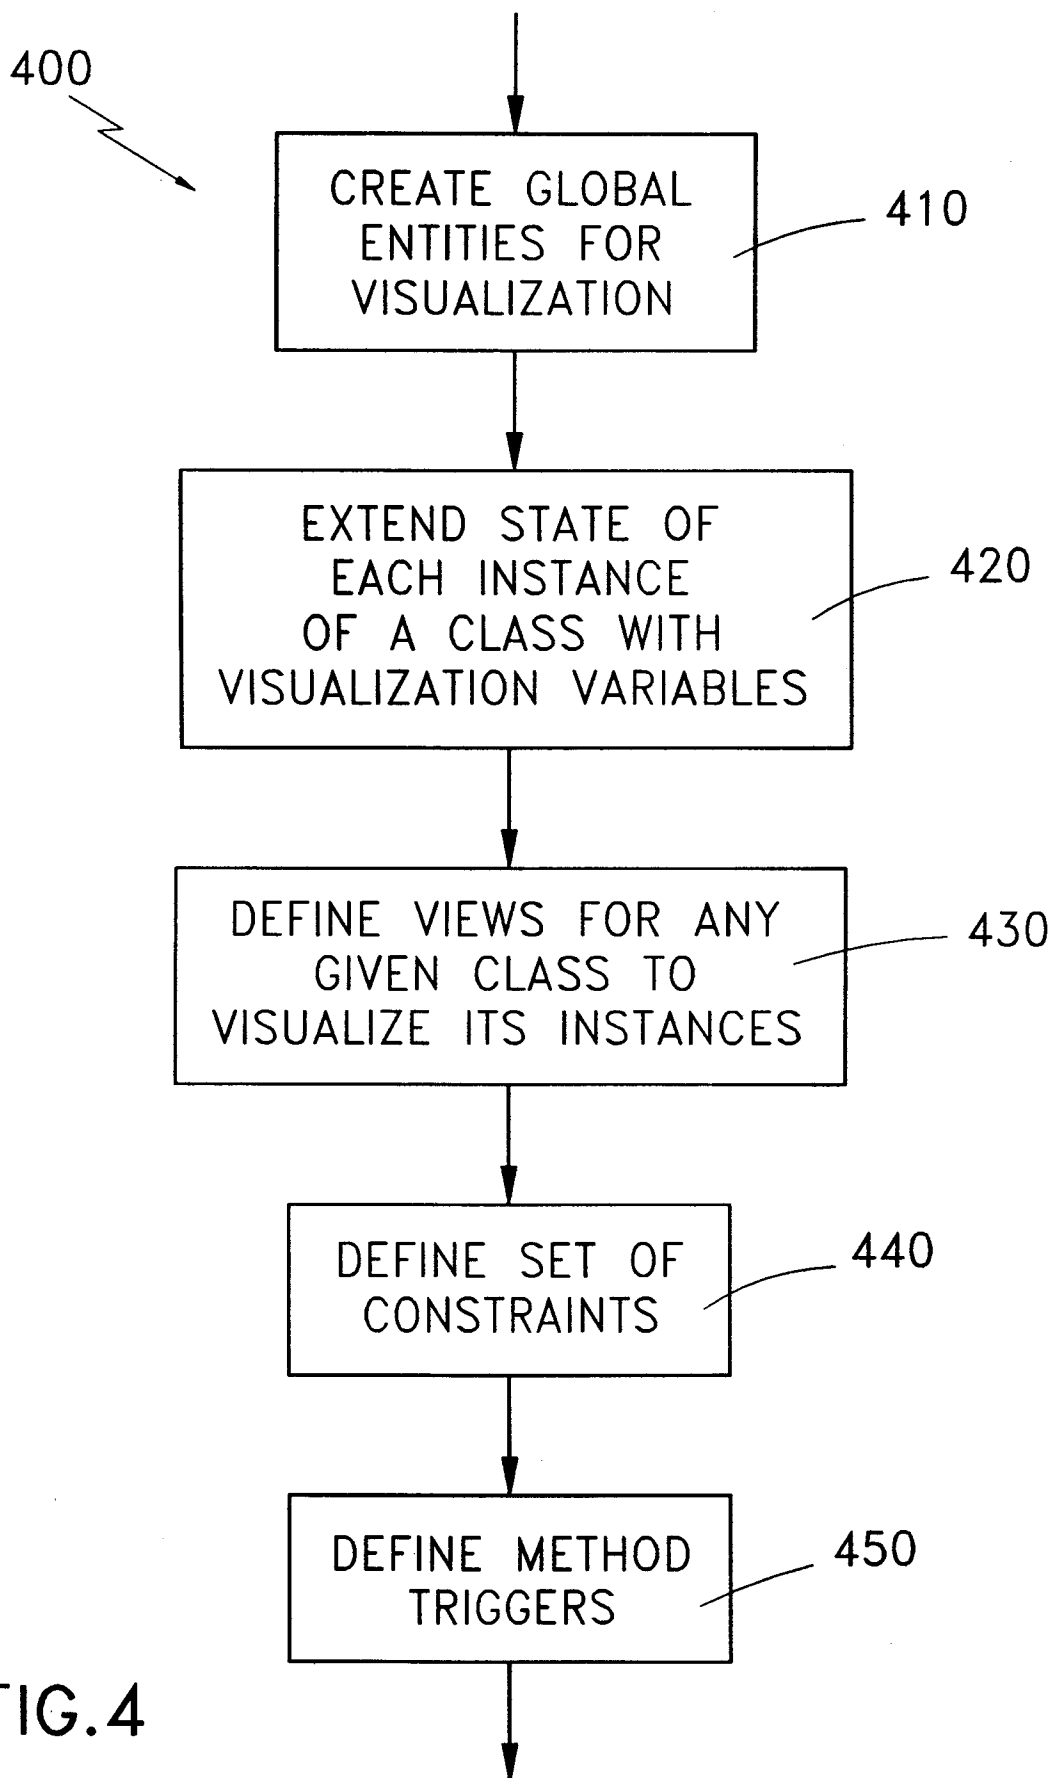 400
CREATE GLOBAL
ENTITIES FOR
VISUALIZATION
410
EXTEND STATE OF
EACH INSTANCE
OF A CLASS WITH
VISUALIZATION VARIABLES
420
DEFINE VIEWS FOR ANY
GIVEN CLASS TO
VISUALIZE ITS INSTANCES
430
DEFINE SET OF
CONSTRAINTS
440
DEFINE METHOD
TRIGGERS
450
FIG.4